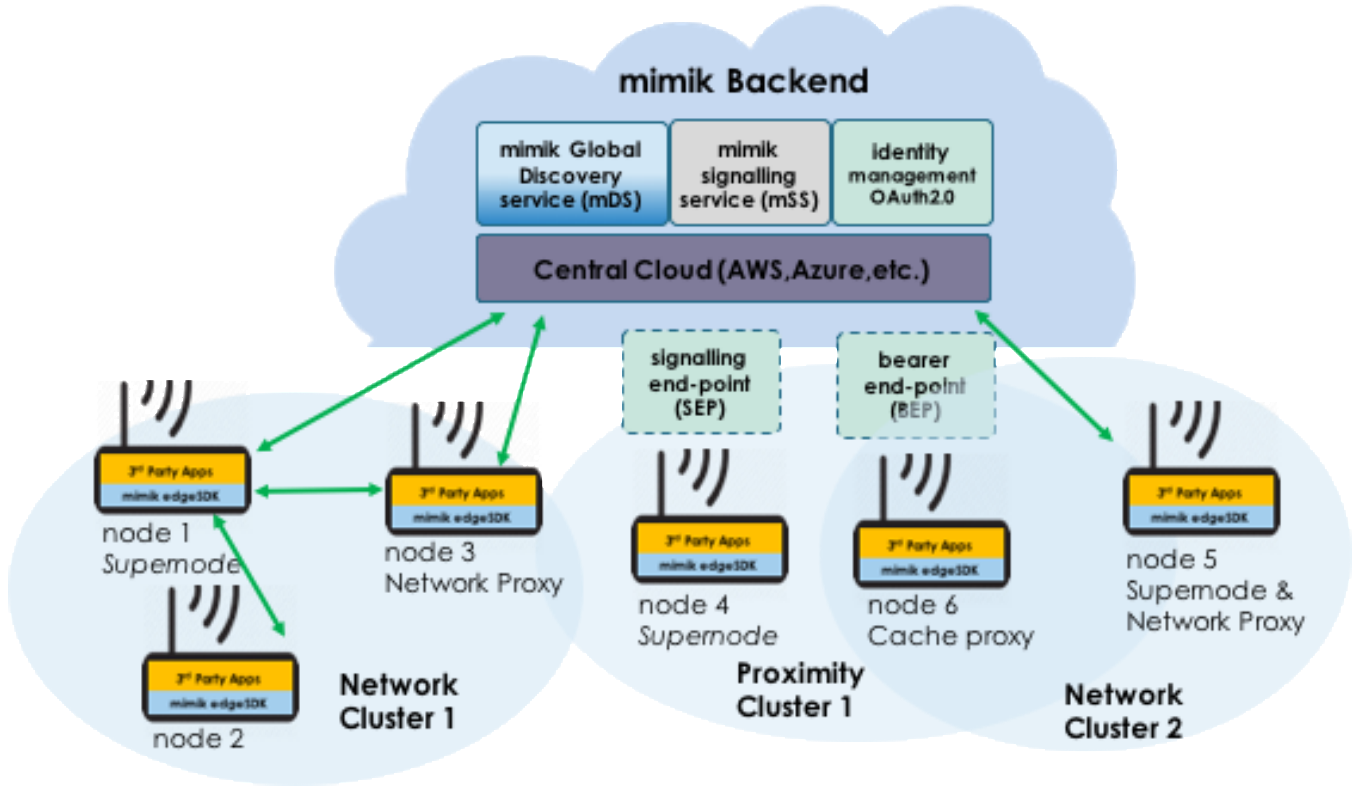 mimik Backend
mimik Global
Discovery
service (mDS)
mimik
signalling
service (mSS)
identity
management
OAuth2.0
Central Cloud (AWS,Azure,etc.)
signalling
end-point
(SEP)
bearer
end-point
(BEP)
3rd Party Apps
mimik edgeSDK
node 1
Supernode
3rd Party Apps
mimik edgeSDK
node 3
Network Proxy
3rd Party Apps
mimik edgeSDK
node 2
Network
Cluster 1
3rd Party Apps
mimik edgeSDK
node 4
Supernode
3rd Party Apps
mimik edgeSDK
node 6
Cache proxy
Proximity
Cluster 1
3rd Party Apps
mimik edgeSDK
node 5
Supernode &
Network Proxy
Network
Cluster 2